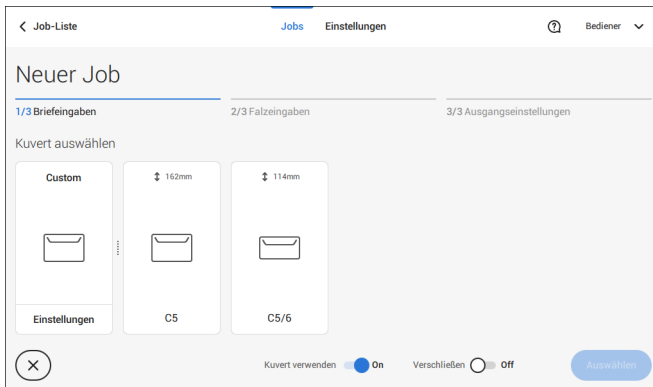 Job-Liste Jobs Einstellungen Bediener
Neuer Job
1/3 Briefeingaben 2/3 Falzeingaben 3/3 Ausgangseinstellungen
Kuvert auswählen
Custom 162mm 114mm
Einstellungen C5 C5/6
Kuvert verwenden On Verschließen Off Auswählen